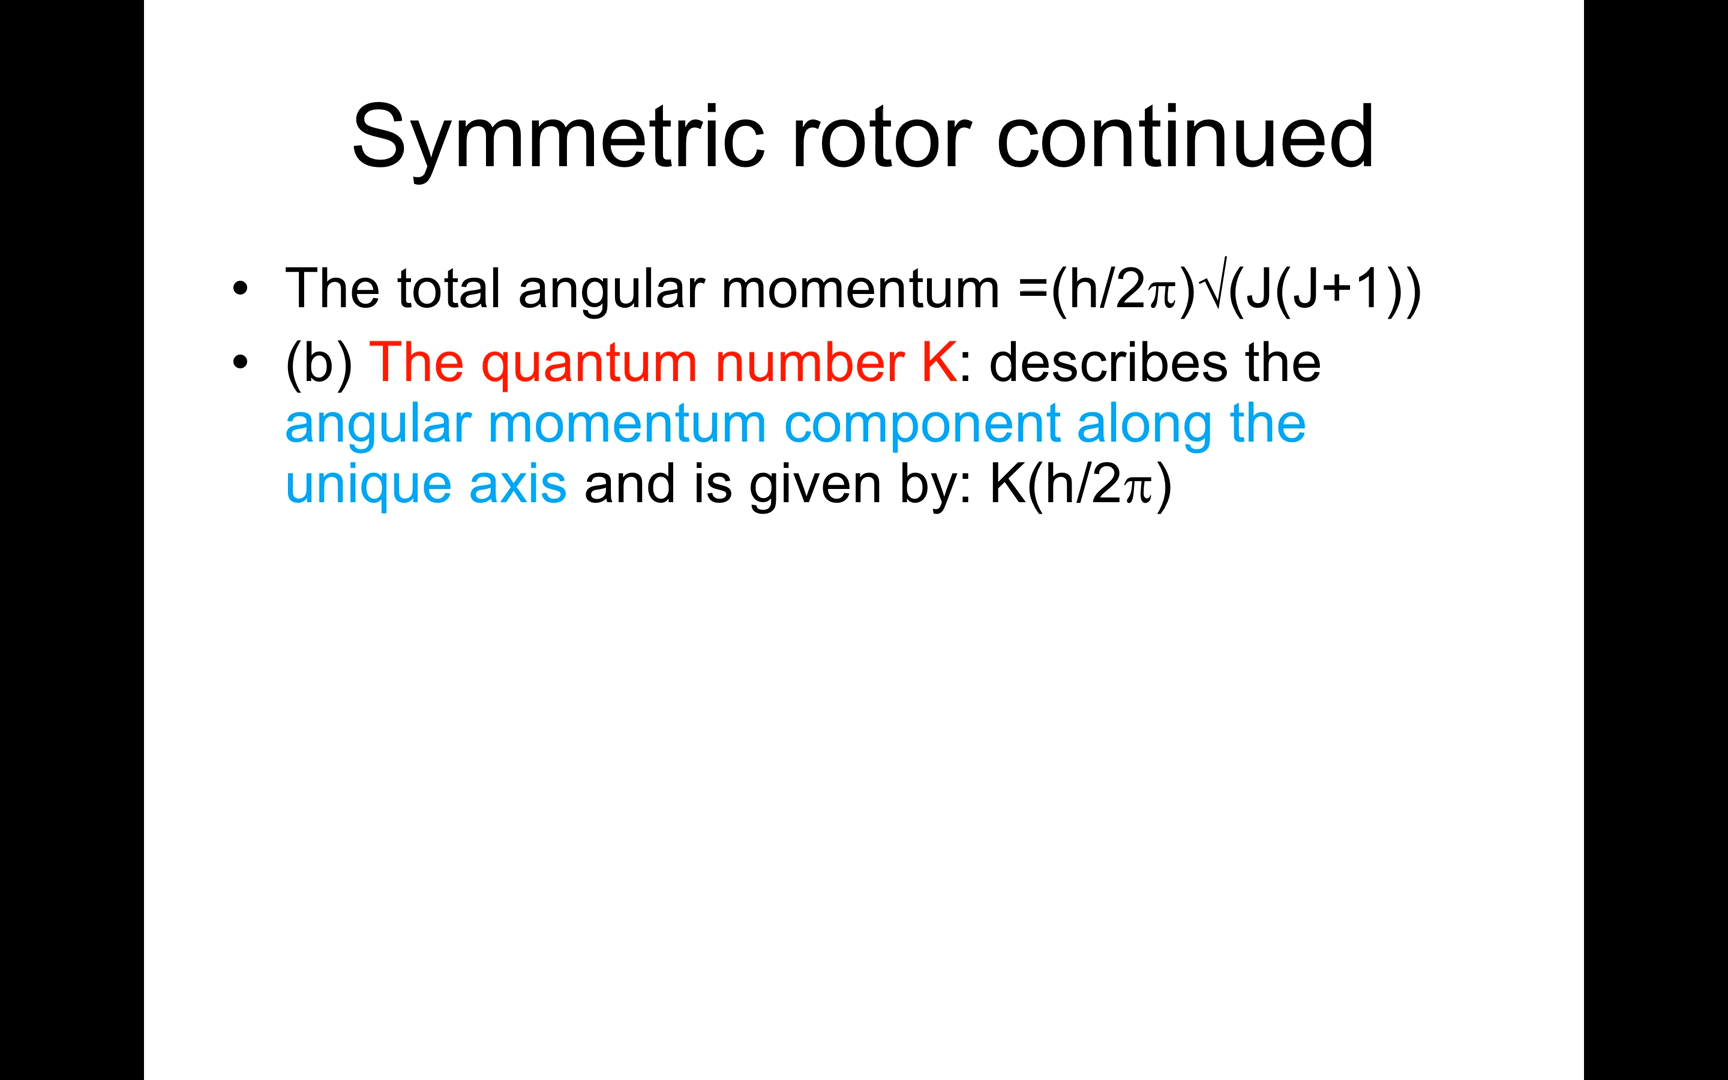 Symmetric rotor continued
• The total angular momentum =(h/2π)√(J(J+1))
• (b) The quantum number K: describes the
angular momentum component along the
unique axis and is given by: K(h/2π)